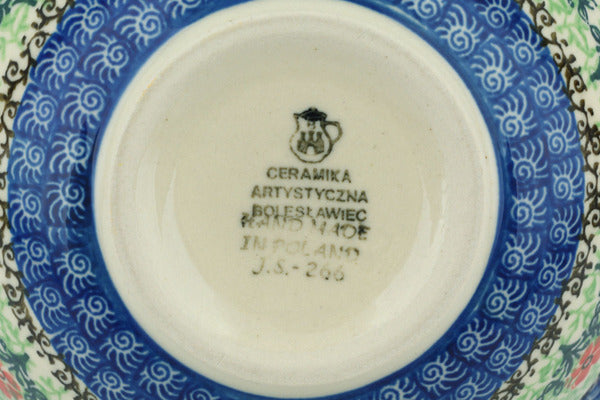 CERAMIKA
ARTYSTYCZNA
BOLESŁAWIEC
HAND MADE
IN POLAND
J.S.-266